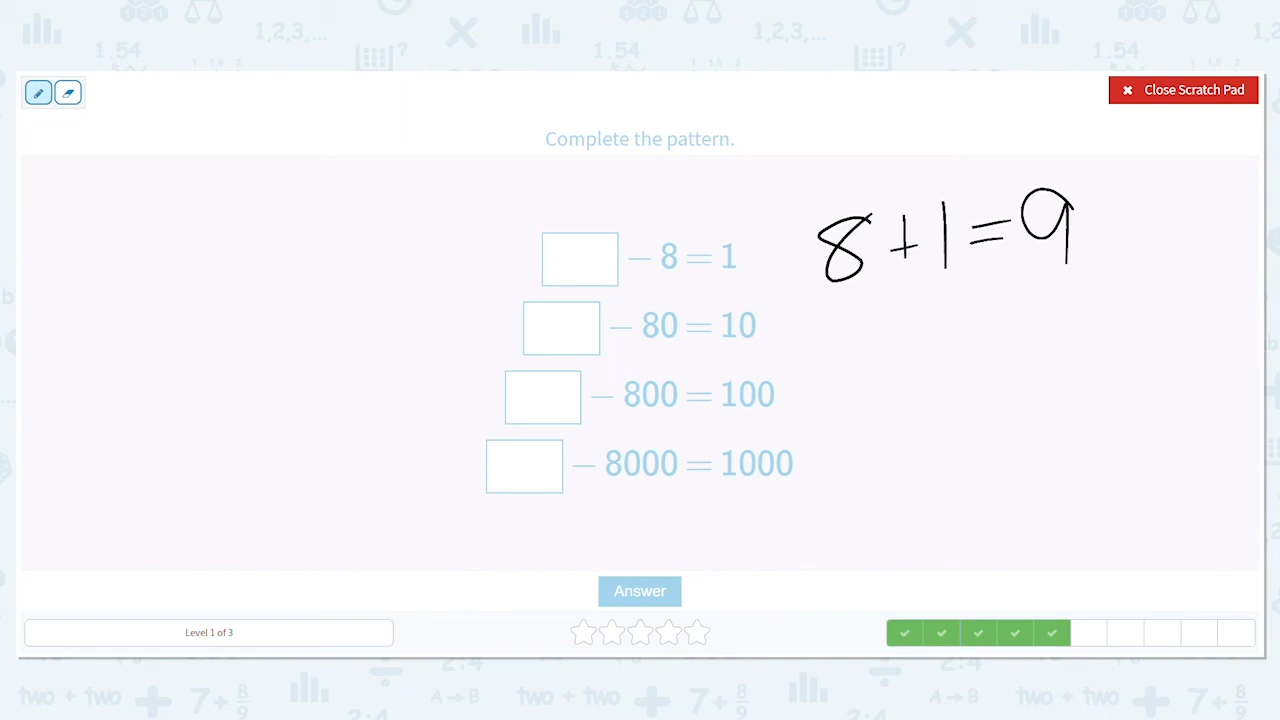 Close Scratch Pad
Complete the pattern.
− 8 = 1
8 + 1 = 9
− 80 = 10
− 800 = 100
− 8000 = 1000
Answer
Level 1 of 3